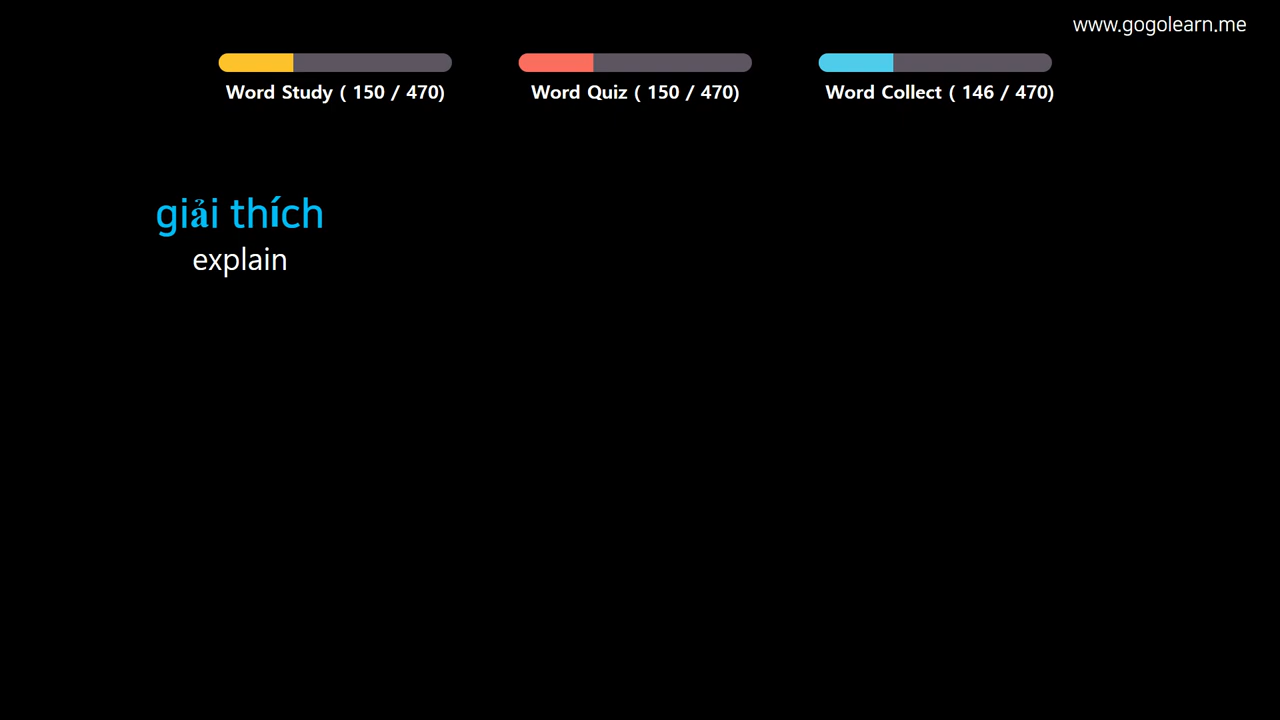 www.gogolearn.me
Word Study ( 150 / 470)
Word Quiz ( 150 / 470)
Word Collect ( 146 / 470)
giải thích
explain